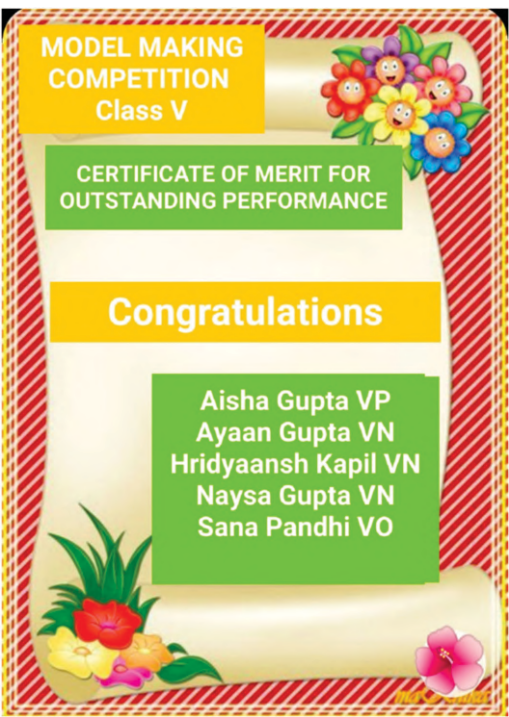 MODEL MAKING
COMPETITION
Class V
CERTIFICATE OF MERIT FOR
OUTSTANDING PERFORMANCE
Congratulations
Aisha Gupta VP
Ayaan Gupta VN
Hridyaansh Kapil VN
Naysa Gupta VN
Sana Pandhi VO